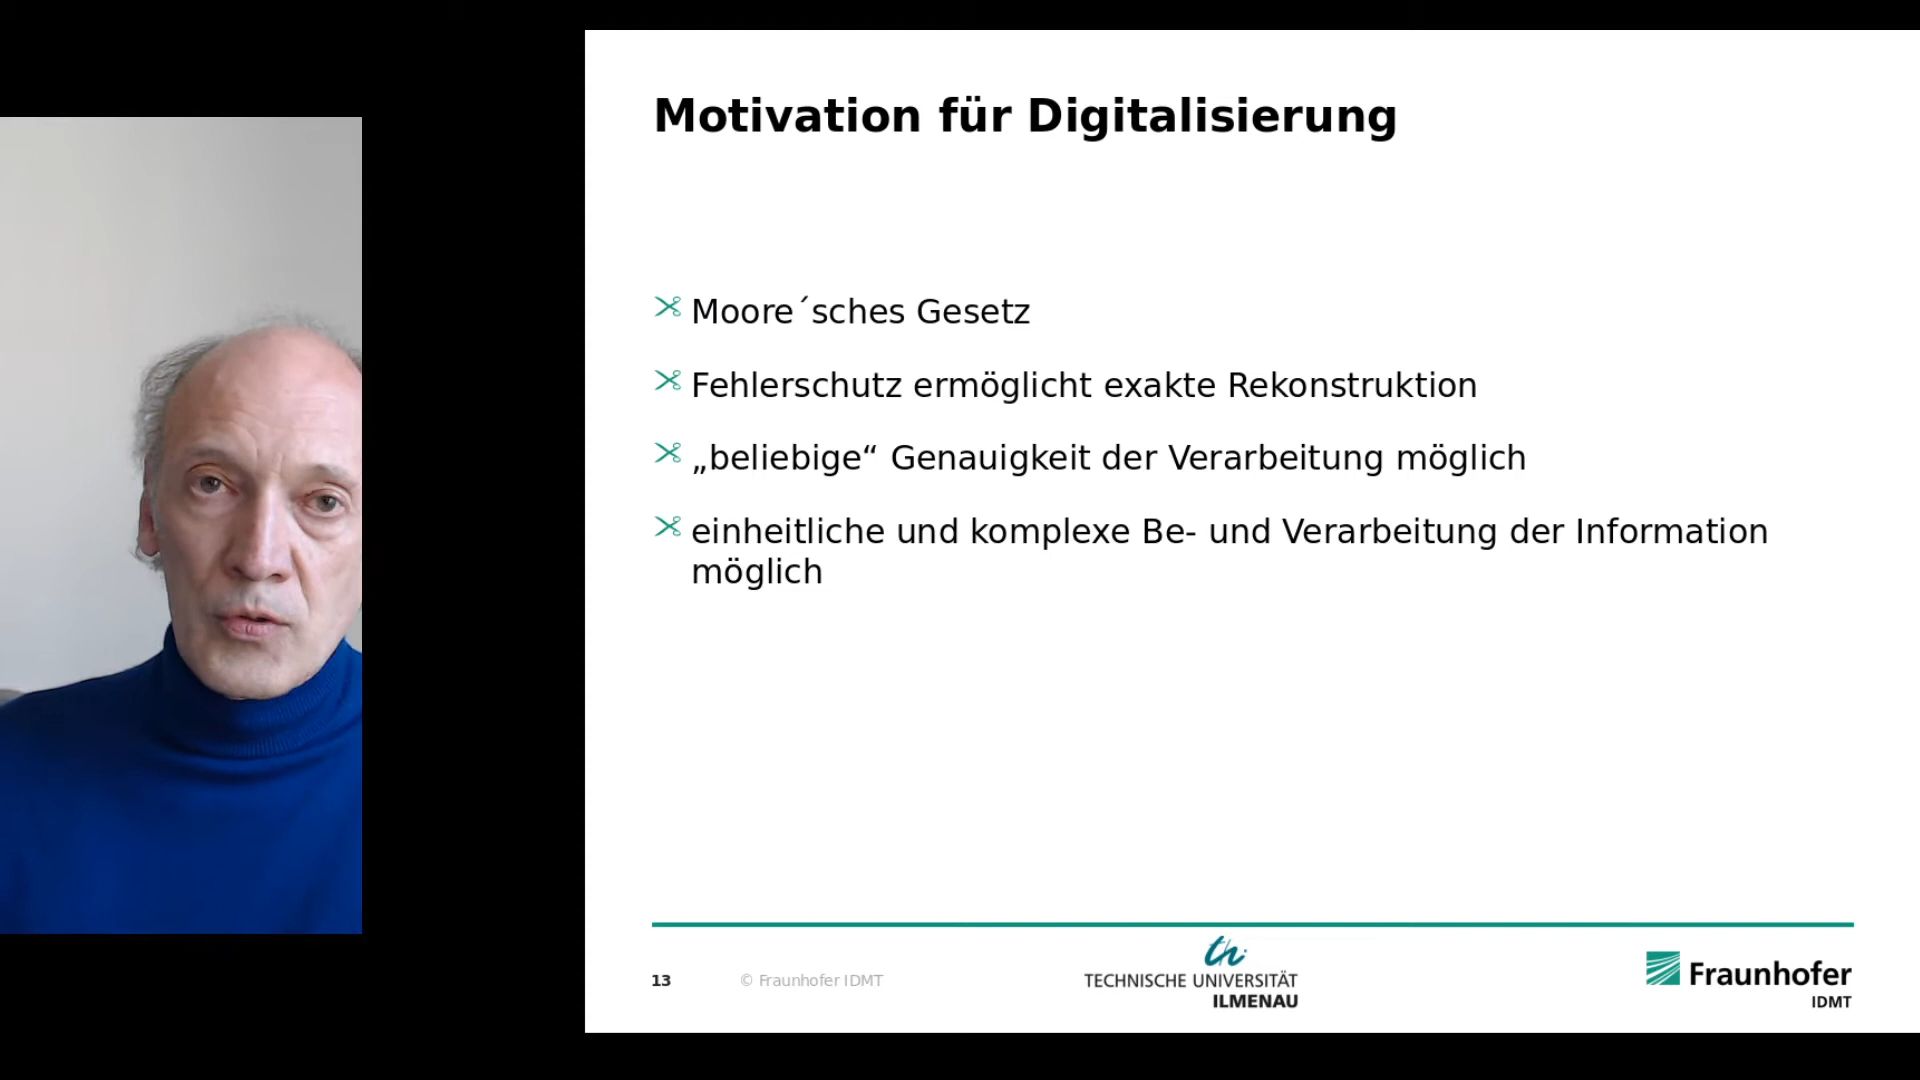 Motivation für Digitalisierung
Moore´sches Gesetz
Fehlerschutz ermöglicht exakte Rekonstruktion
„beliebige“ Genauigkeit der Verarbeitung möglich
einheitliche und komplexe Be- und Verarbeitung der Information
möglich
13
© Fraunhofer IDMT
th
TECHNISCHE UNIVERSITÄT
ILMENAU
Fraunhofer
IDMT